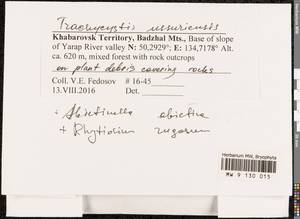 Trachycystis ussuriensis
Khabarovsk Territory, Badzhal Mts., Base of slope
of Yarap River valley N: 50,2929°; E: 134,7178° Alt.
ca. 620 m, mixed forest with rock outcrops
on plant debris covering rocks
Coll. V.E. Fedosov # 16-45
13.VIII.2016 Det.
+ Abietinella abietina
+ Rhytidium rugosum
Herbarium MW, Bryophyta
MW 9 130 015